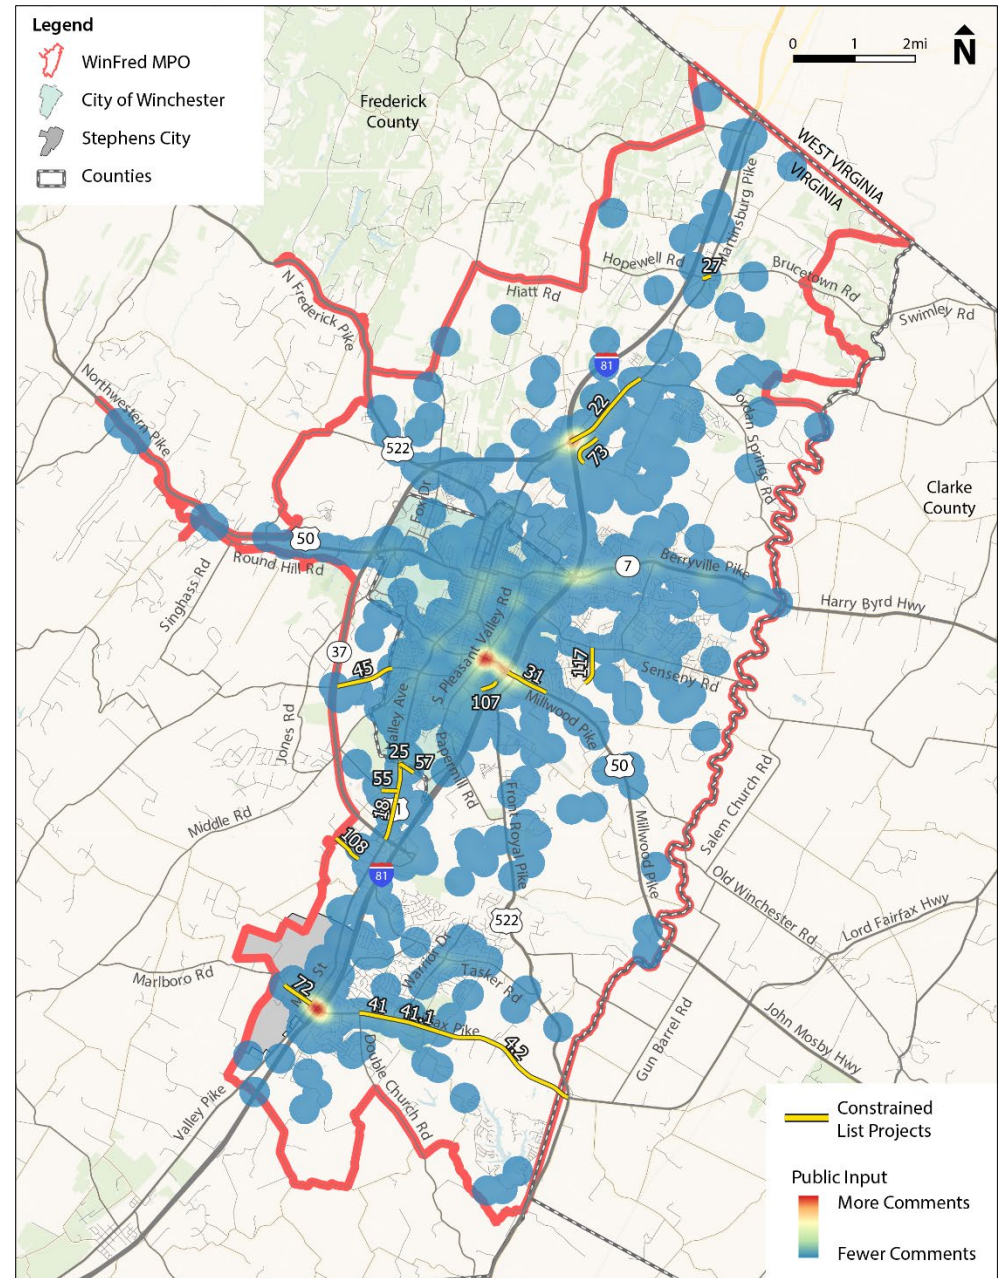 Legend
WinFred MPO
City of Winchester
Stephens City
Counties
Frederick
County
0 1 2mi
N
WEST VIRGINIA
VIRGINIA
Martinsburg Pike
Hopewell Rd
27
Brucetown Rd
Hiatt Rd
Swimley Rd
N Frederick Pike
81
Northwestern Pike
22
Jordan Springs Rd
522
73
Clarke
County
Fox Dr
50
Round Hill Rd
7
Berryville Pike
Harry Byrd Hwy
Singhass Rd
S Pleasant Valley Rd
37
45
31
117
Senseny Rd
107
Millwood Pike
Jones Rd
Valley Ave
Papermill Rd
25
57
55
50
18
Front Royal Pike
Millwood Pike
Salem Church Rd
Middle Rd
108
81
Old Winchester Rd
Lord Fairfax Hwy
522
Marlboro Rd
St
Warrior Dr
Tasker Rd
72
41
41.1
Pike
42
Gun Barrel Rd
John Mosby Hwy
Double Church Rd
Valley Pike
Constrained
List Projects
Public Input
More Comments
Fewer Comments